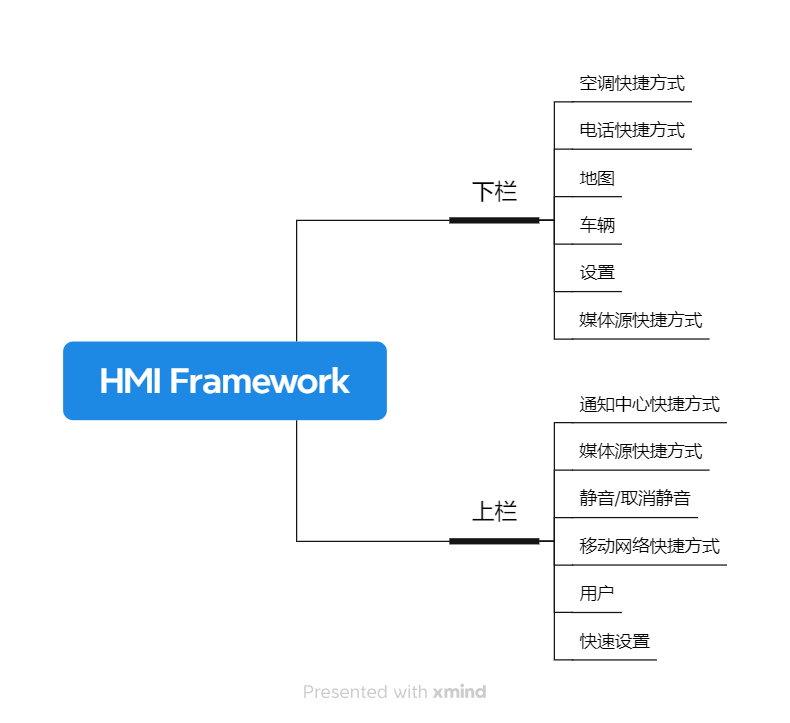 HMI Framework
下栏
空调快捷方式
电话快捷方式
地图
车辆
设置
媒体源快捷方式
上栏
通知中心快捷方式
媒体源快捷方式
静音/取消静音
移动网络快捷方式
用户
快速设置
Presented with xmind